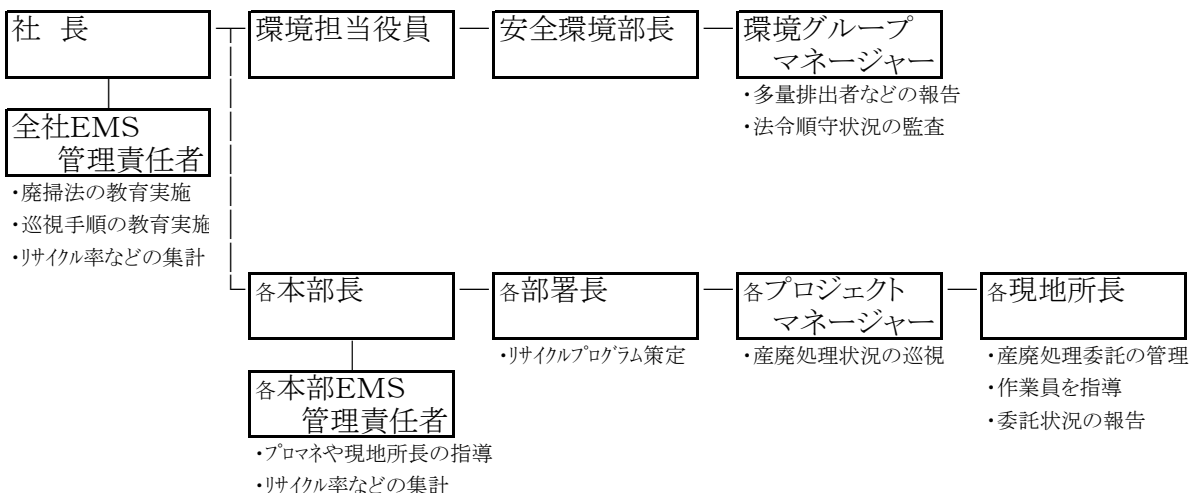 社 長
環境担当役員
安全環境部長
環境グループ
マネージャー
・多量排出者などの報告
・法令順守状況の監査
全社EMS
管理責任者
・廃掃法の教育実施
・巡視手順の教育実施
・リサイクル率などの集計
各本部長
各部署長
・リサイクルプログラム策定
各プロジェクト
マネージャー
・産廃処理状況の巡視
各現地所長
・産廃処理委託の管理
・作業員を指導
・委託状況の報告
各本部EMS
管理責任者
・プロマネや現地所長の指導
・リサイクル率などの集計